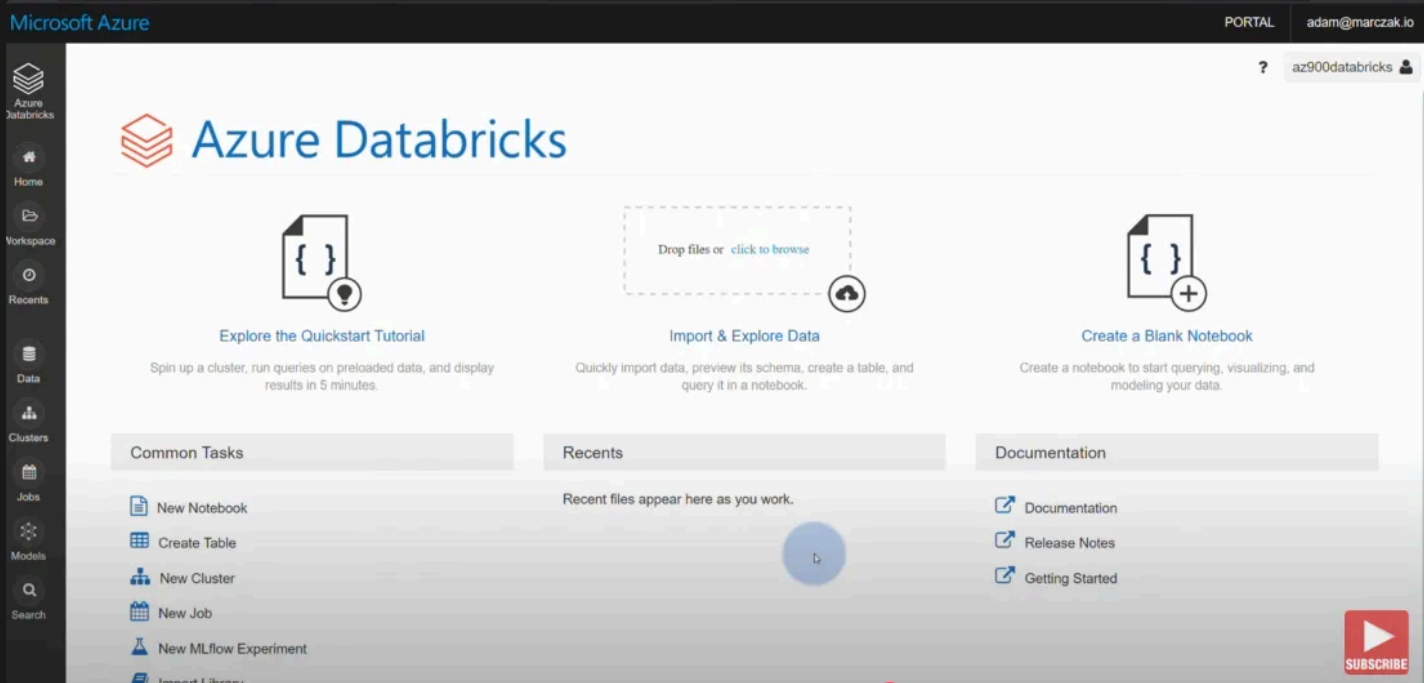 Microsoft Azure
PORTAL
adam@marczak.io
? az900databricks
Azure
Databricks
Home
Workspace
Recents
Data
Clusters
Jobs
Models
Search
Azure Databricks
{ }
Explore the Quickstart Tutorial
Spin up a cluster, run queries on preloaded data, and display
results in 5 minutes.
Drop files or click to browse
Import & Explore Data
Quickly import data, preview its schema, create a table, and
query it in a notebook.
{ }
Create a Blank Notebook
Create a notebook to start querying, visualizing, and
modeling your data.
Common Tasks
New Notebook
Create Table
New Cluster
New Job
New MLflow Experiment
Import Library
Recents
Recent files appear here as you work.
Documentation
Documentation
Release Notes
Getting Started
SUBSCRIBE